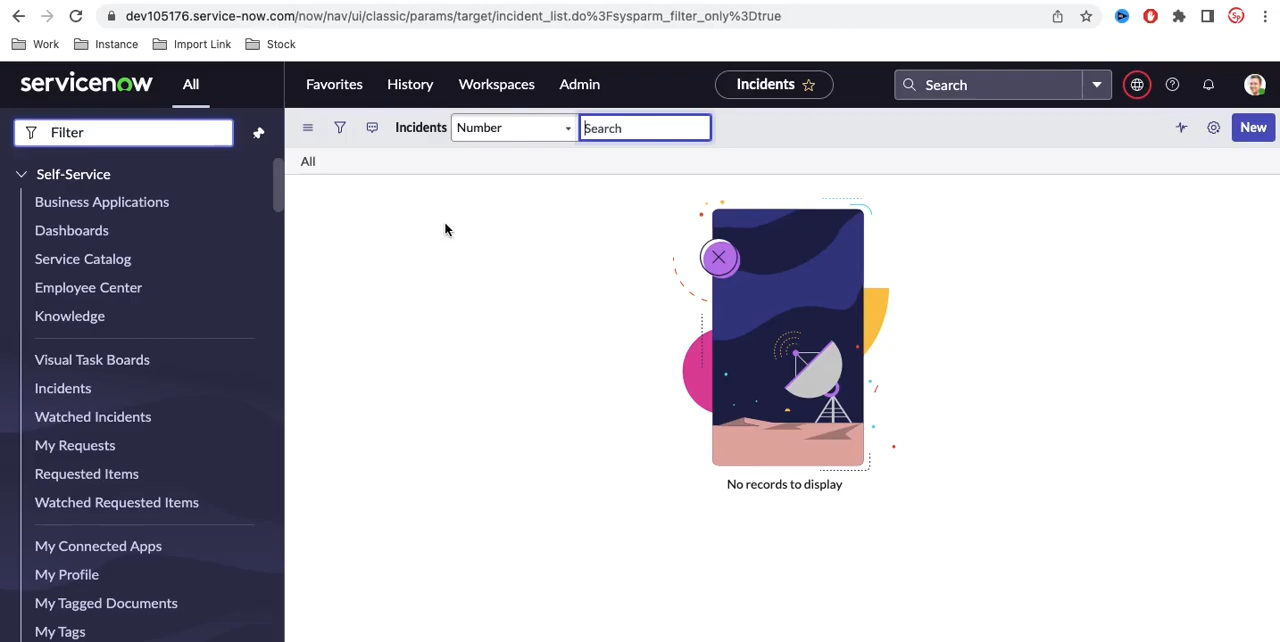 dev105176.service-now.com/now/nav/ui/classic/params/target/incident_list.do%3Fsysparm_filter_only%3Dtrue
Sp
Work Instance Import Link Stock
servicenow All Favorites History Workspaces Admin Incidents Search
Filter
Incidents Number Search New
All
Self-Service
Business Applications
Dashboards
Service Catalog
Employee Center
Knowledge
Visual Task Boards
Incidents
Watched Incidents
My Requests
Requested Items
Watched Requested Items
My Connected Apps
My Profile
My Tagged Documents
My Tags
No records to display